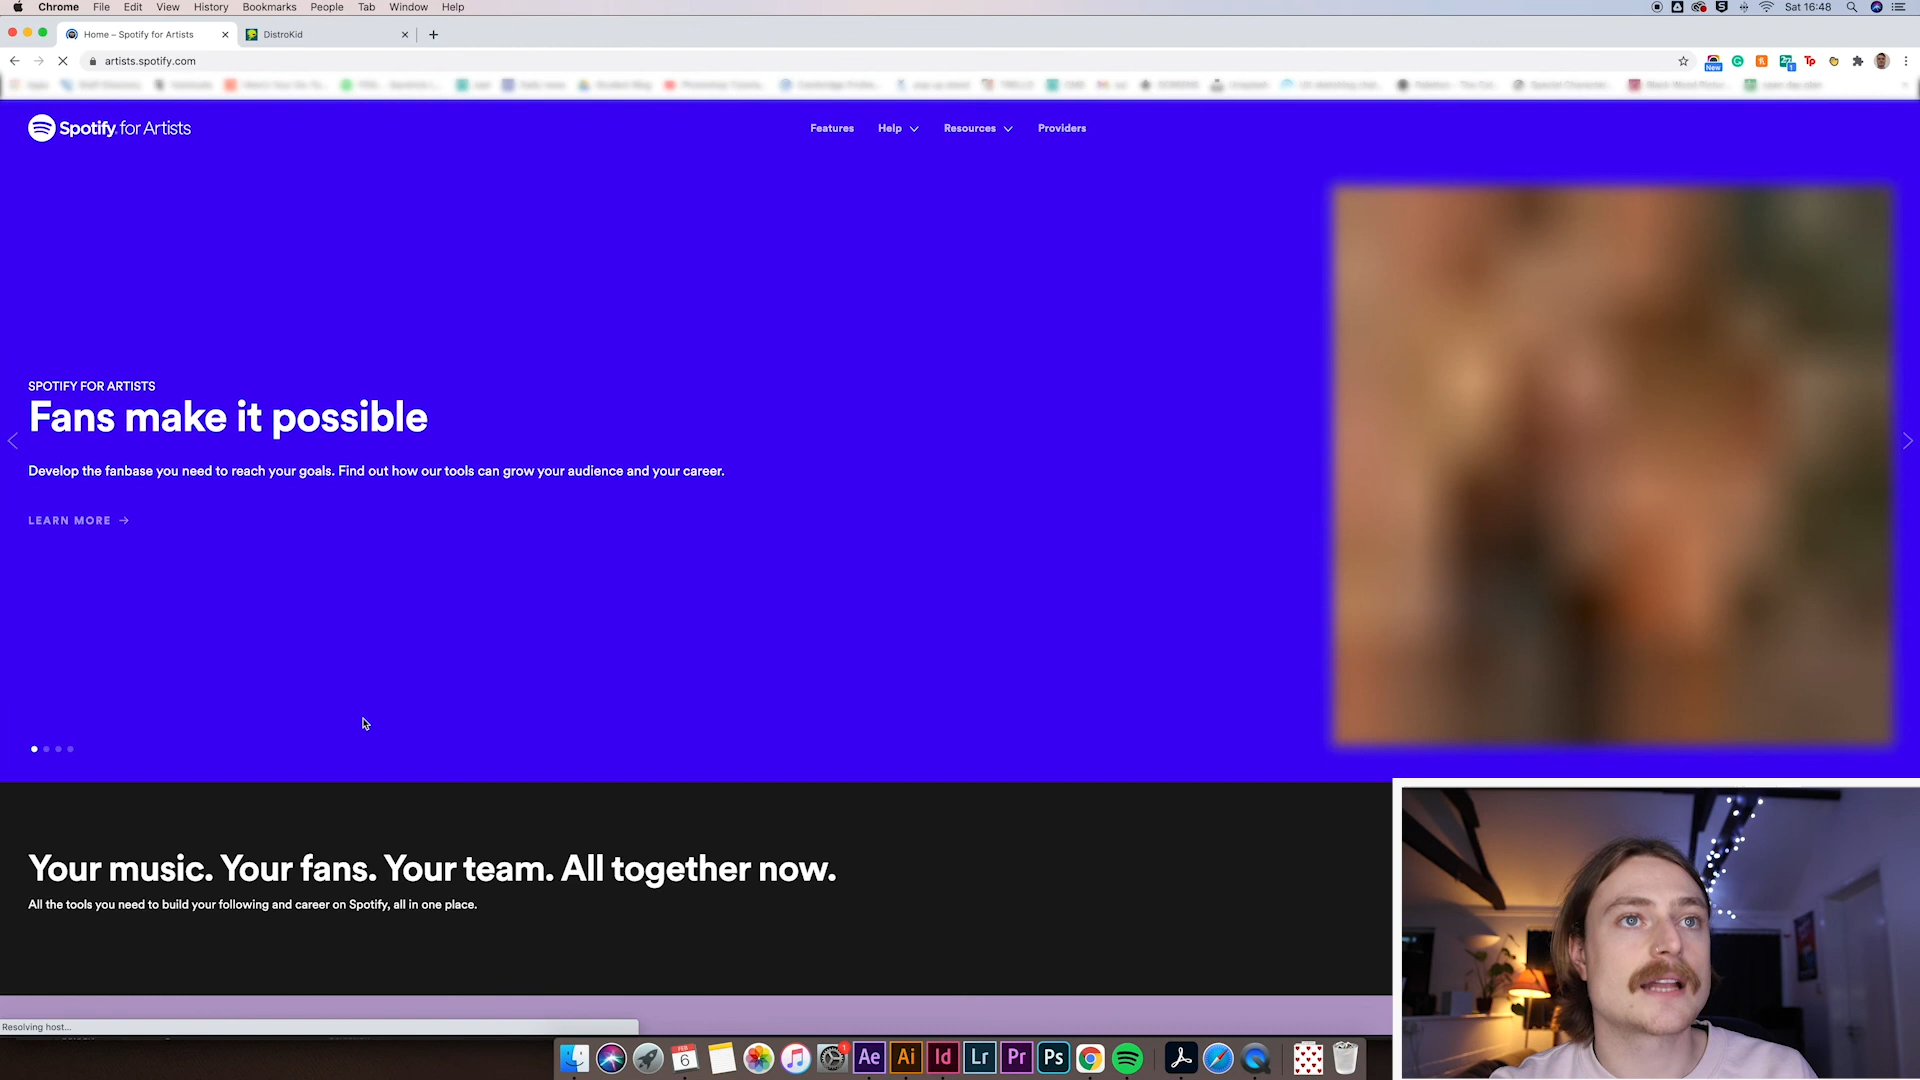 Chrome File Edit View History Bookmarks People Tab Window Help
Sat 16:48
Home – Spotify for Artists
DistroKid
artists.spotify.com
New
Spotify for Artists
Features Help Resources Providers
SPOTIFY FOR ARTISTS
Fans make it possible
Develop the fanbase you need to reach your goals. Find out how our tools can grow your audience and your career.
LEARN MORE
Your music. Your fans. Your team. All together now.
All the tools you need to build your following and career on Spotify, all in one place.
Resolving host...
FEB
6
1
Ae Ai Id Lr Pr Ps